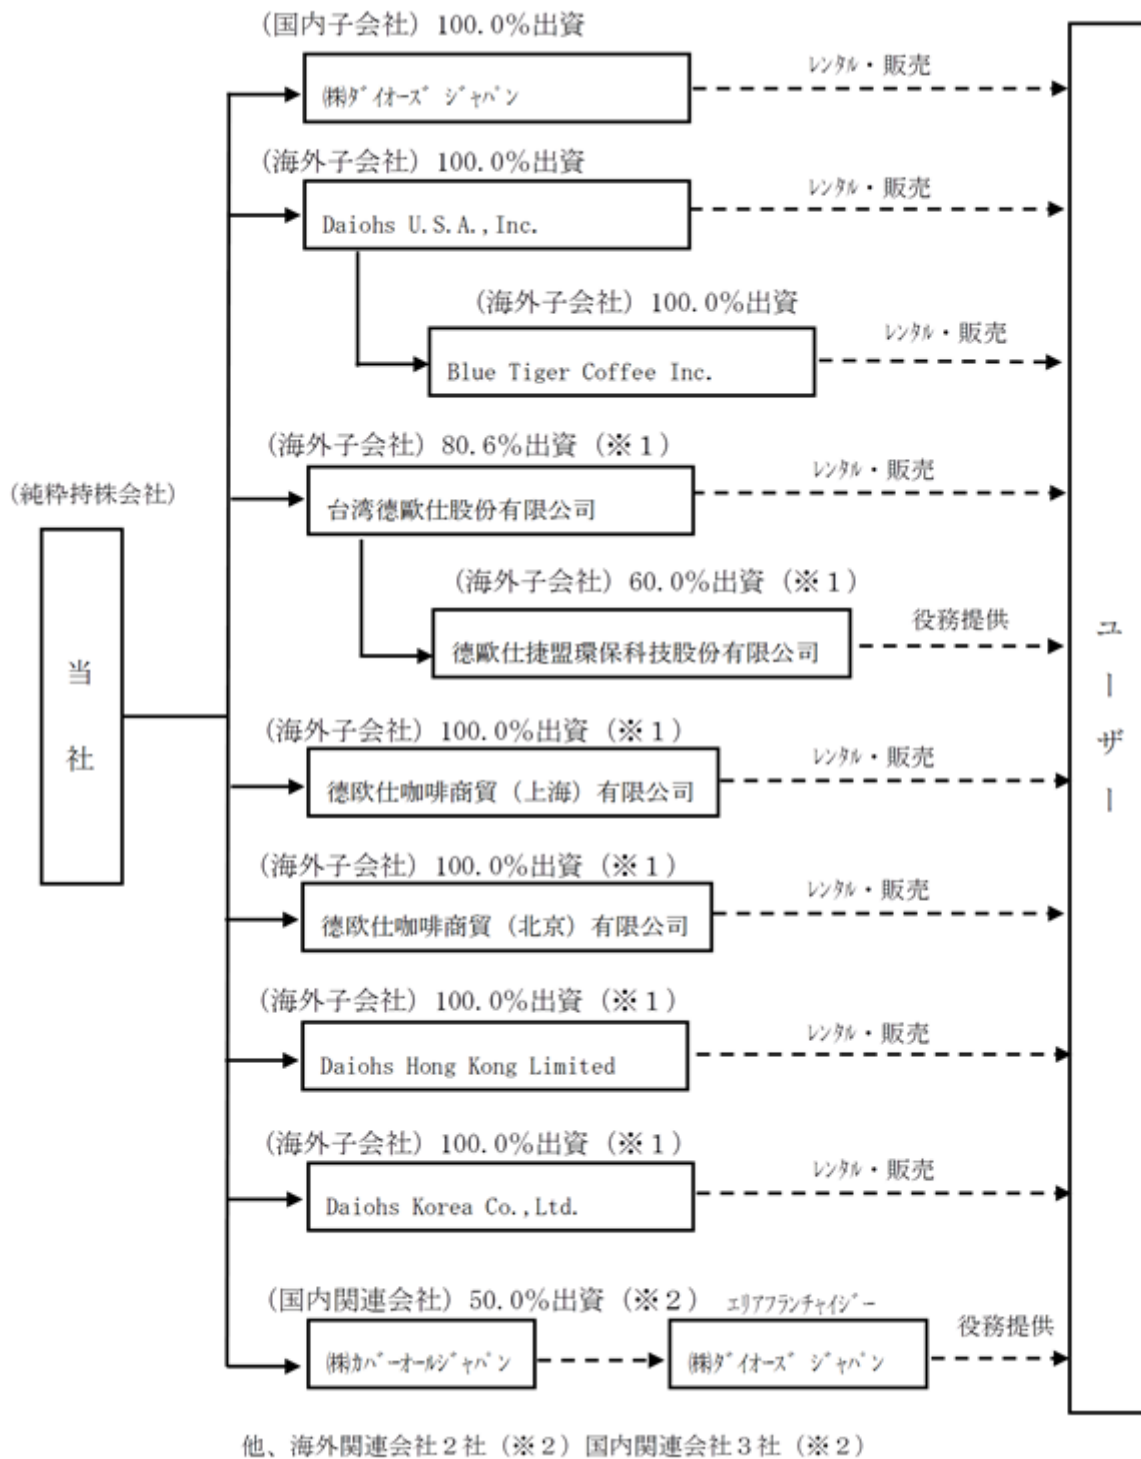 (国内子会社) 100.0%出資
レンタル・販売
㈱ダイオーズ ジャパン
(海外子会社) 100.0%出資
レンタル・販売
Daiohs U.S.A.,Inc.
(海外子会社) 100.0%出資
レンタル・販売
Blue Tiger Coffee Inc.
(海外子会社) 80.6%出資 (※1)
レンタル・販売
(純粋持株会社)
台湾德歐仕股份有限公司
(海外子会社) 60.0%出資 (※1)
役務提供
德歐仕捷盟環保科技股份有限公司
当社
ユーザー
(海外子会社) 100.0%出資 (※1)
レンタル・販売
德欧仕咖啡商貿（上海）有限公司
(海外子会社) 100.0%出資 (※1)
レンタル・販売
德欧仕咖啡商貿（北京）有限公司
(海外子会社) 100.0%出資 (※1)
レンタル・販売
Daiohs Hong Kong Limited
(海外子会社) 100.0%出資 (※1)
レンタル・販売
Daiohs Korea Co.,Ltd.
(国内関連会社) 50.0%出資 (※2) エリアフランチャイジー
役務提供
㈱カバーオールジャパン
㈱ダイオーズ ジャパン
他、海外関連会社2社 (※2) 国内関連会社3社 (※2)